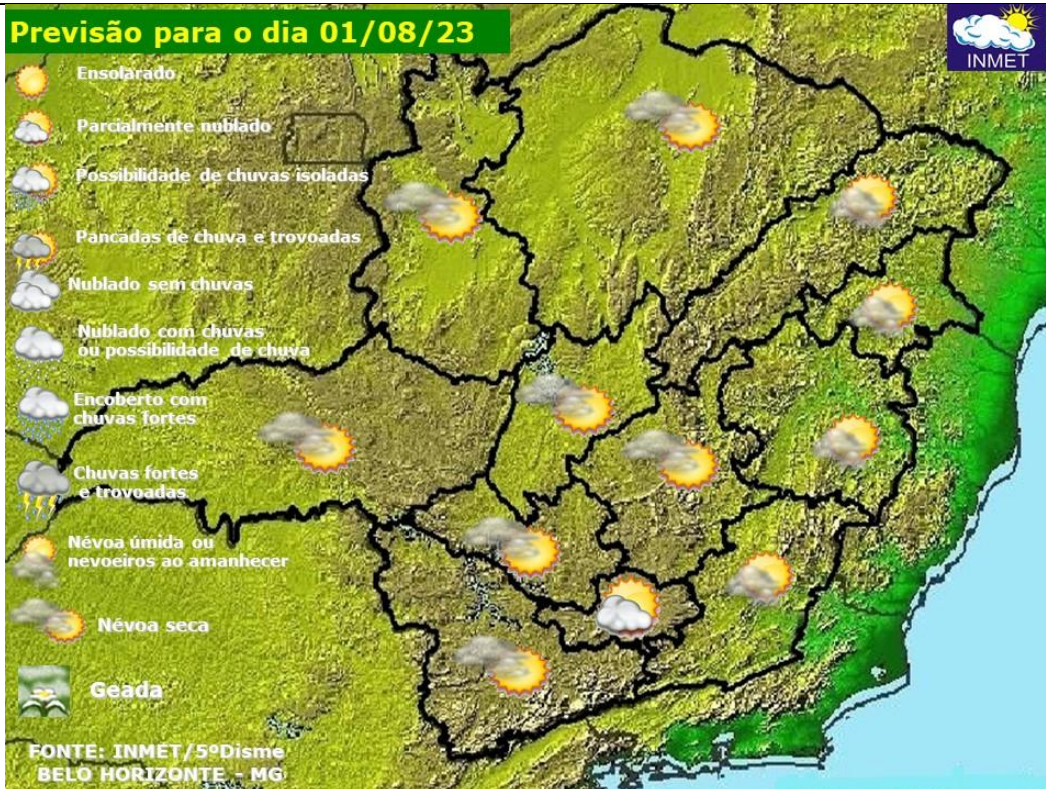 Previsão para o dia 01/08/23
INMET
Ensolarado
Parcialmente nublado
Possibilidade de chuvas isoladas
Pancadas de chuva e trovoadas
Nublado sem chuvas
Nublado com chuvas
ou possibilidade de chuva
Encoberto com
chuvas fortes
Chuvas fortes
e trovoadas
Névoa úmida ou
nevoeiros ao amanhecer
Névoa seca
Geada
FONTE: INMET/5ºDisme
BELO HORIZONTE - MG